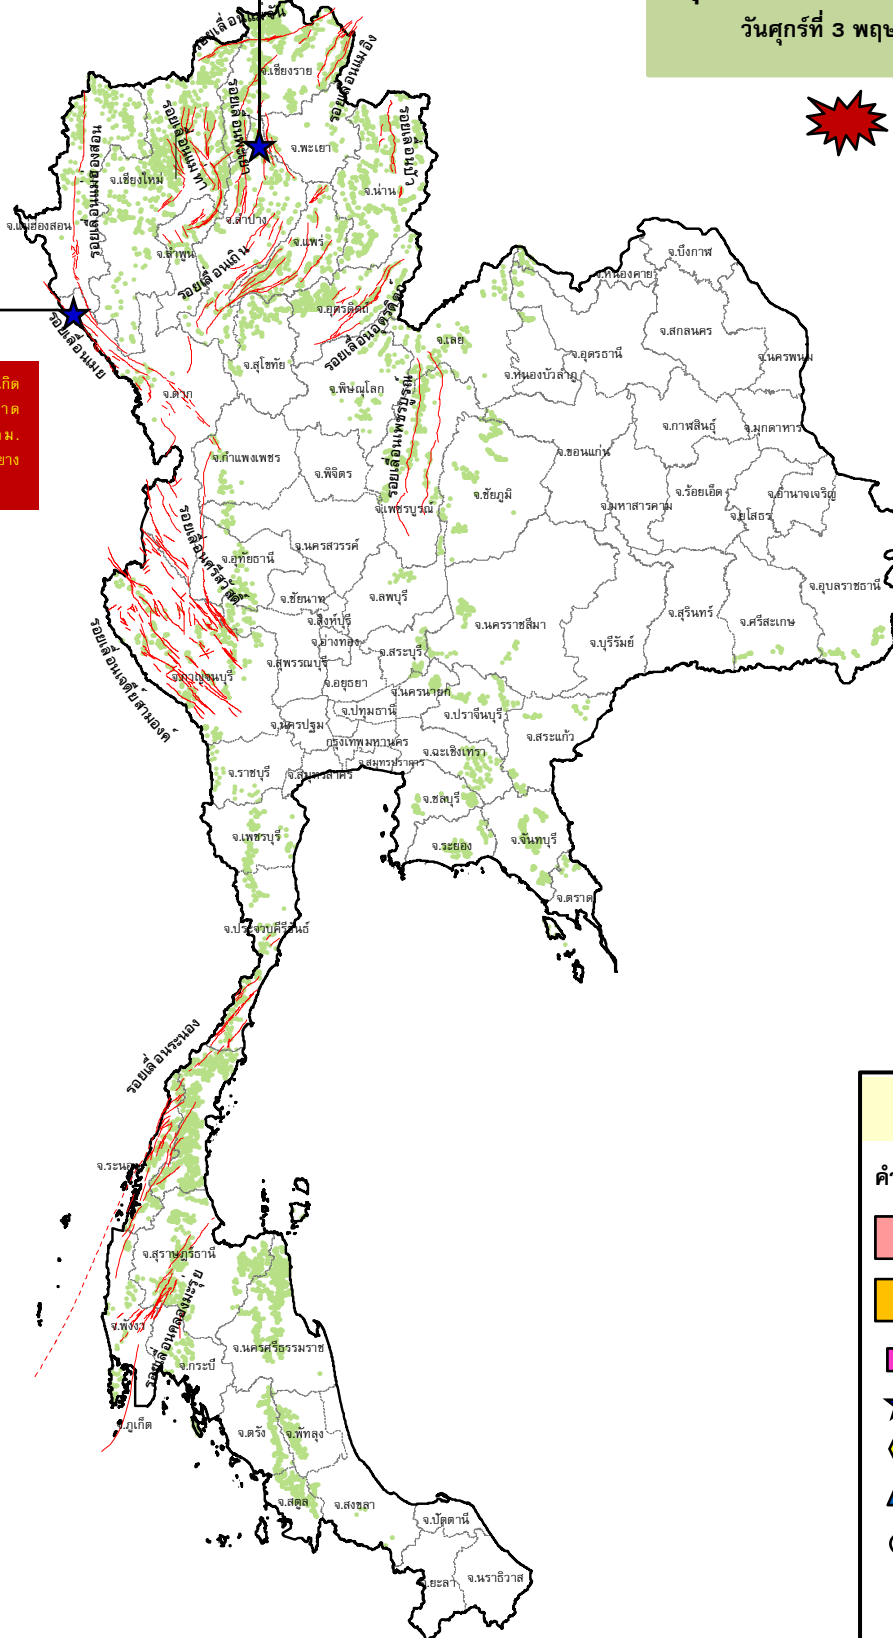 วันศุกร์ที่ 3 พฤษ
รอยเลื่อนแม่จัน
จ.เชียงราย
รอยเลื่อนแม่อิง
รอยเลื่อนพะเยา
รอยเลื่อนแม่ทา
รอยเลื่อนปัว
รอยเลื่อนแม่ฮ่องสอน
จ.พะเยา
จ.เชียงใหม่
จ.น่าน
จ.แม่ฮ่องสอน
จ.ลำปาง
จ.แพร่
จ.ลำพูน
รอยเลื่อนเถิน
จ.บึงกาฬ
จ.หนองคาย
จ.อุตรดิตถ์
รอยเลื่อนอุตรดิตถ์
รอยเลื่อนเมย
จ.เลย
จ.สกลนคร
จ.อุดรธานี
จ.นครพนม
จ.สุโขทัย
จ.หนองบัวลำภู
จ.ตาก
จ.พิษณุโลก
รอยเลื่อนเพชรบูรณ์
จ.กาฬสินธุ์
จ.มุกดาหาร
จ.กำแพงเพชร
จ.พิจิตร
จ.ขอนแก่น
จ.ชัยภูมิ
จ.ร้อยเอ็ด
จ.อำนาจเจริญ
จ.เพชรบูรณ์
จ.มหาสารคาม
จ.ยโสธร
รอยเลื่อนศรีสวัสดิ์
จ.นครสวรรค์
จ.อุทัยธานี
จ.อุบลราชธานี
จ.ชัยนาท
จ.ลพบุรี
จ.สิงห์บุรี
จ.นครราชสีมา
จ.สุรินทร์
จ.ศรีสะเกษ
จ.อ่างทอง
จ.บุรีรัมย์
จ.สระบุรี
จ.สุพรรณบุรี
รอยเลื่อนเจดีย์สามองค์
จ.กาญจนบุรี
จ.อยุธยา
จ.นครนายก
จ.ปทุมธานี
จ.ปราจีนบุรี
จ.นครปฐม
จ.สระแก้ว
กรุงเทพมหานคร
จ.ฉะเชิงเทรา
จ.สมุทรปราการ
จ.ราชบุรี
จ.สมุทรสาคร
จ.ชลบุรี
จ.เพชรบุรี
จ.ระยอง
จ.จันทบุรี
จ.ตราด
จ.ประจวบคีรีขันธ์
รอยเลื่อนระนอง
จ.ระนอง
จ.สุราษฎร์ธานี
รอยเลื่อนคลองมะรุ่ย
จ.พังงา
จ.นครศรีธรรมราช
จ.กระบี่
จ.ภูเก็ต
จ.ตรัง
จ.พัทลุง
จ.สตูล
จ.สงขลา
จ.ปัตตานี
จ.ยะลา
จ.นราธิวาส